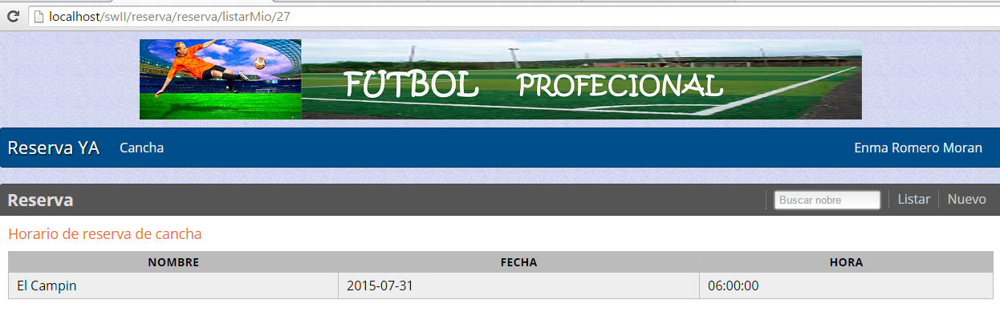 localhost/swII/reserva/reserva/listarMio/27
FUTBOL PROFECIONAL
Reserva YA Cancha Enma Romero Moran
Reserva Buscar nobre Listar Nuevo
Horario de reserva de cancha
NOMBRE FECHA HORA
El Campin 2015-07-31 06:00:00